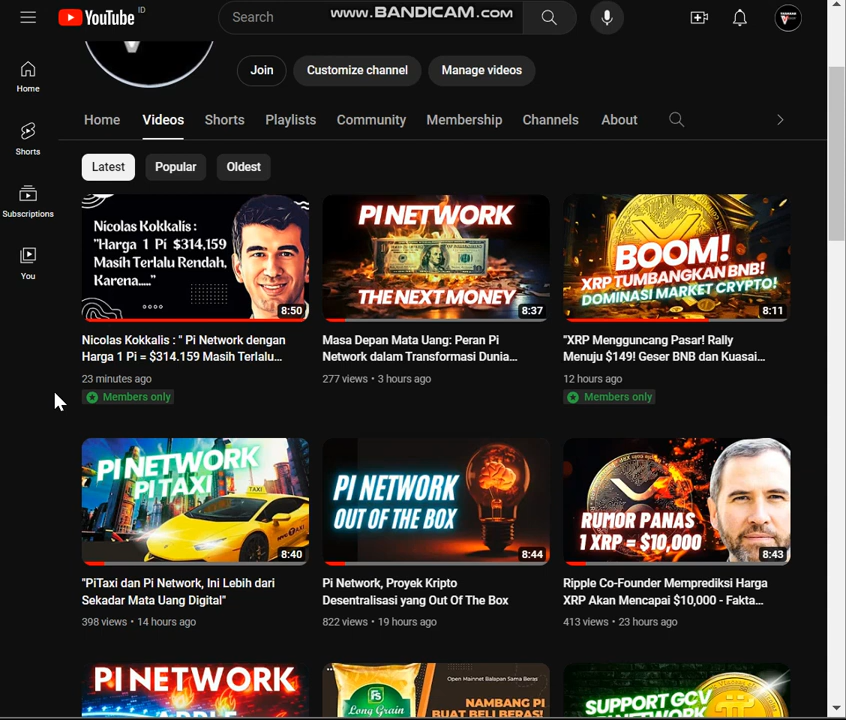 YouTube ID
Search
www.BANDICAM.com
Join
Customize channel
Manage videos
Home
Videos
Shorts
Playlists
Community
Membership
Channels
About
Home
Shorts
Subscriptions
You
Latest
Popular
Oldest
Nicolas Kokkalis :
"Harga 1 Pi $314,159
Masih Terlalu Rendah,
Karena....."
8:50
Nicolas Kokkalis : " Pi Network dengan
Harga 1 Pi = $314.159 Masih Terlalu...
23 minutes ago
Members only
PI NETWORK
THE NEXT MONEY
8:37
Masa Depan Mata Uang: Peran Pi
Network dalam Transformasi Dunia...
277 views • 3 hours ago
BOOM!
XRP TUMBANGKAN BNB!
DOMINASI MARKET CRYPTO!
8:11
"XRP Mengguncang Pasar! Rally
Menuju $149! Geser BNB dan Kuasai...
12 hours ago
Members only
PI NETWORK
PI TAXI
TAXI
8:40
"PiTaxi dan Pi Network, Ini Lebih dari
Sekadar Mata Uang Digital"
398 views • 14 hours ago
PI NETWORK
OUT OF THE BOX
8:44
Pi Network, Proyek Kripto
Desentralisasi yang Out Of The Box
822 views • 19 hours ago
RUMOR PANAS
1 XRP = $10,000
8:43
Ripple Co-Founder Memprediksi Harga
XRP Akan Mencapai $10,000 - Fakta...
413 views • 23 hours ago
PI NETWORK
APPLE
FS
Long Grain
Open Mainnet Balapan Sama Beras!
NAMBANG PI
BUAT BELI BERAS!
SUPPORT GCV